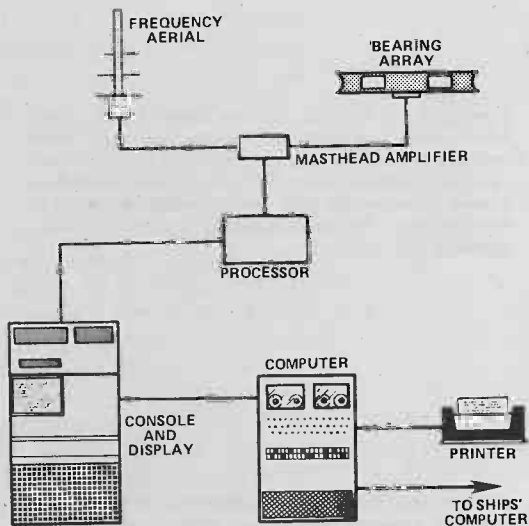 FREQUENCY
AERIAL
'BEARING
ARRAY
MASTHEAD AMPLIFIER
PROCESSOR
COMPUTER
CONSOLE
AND
DISPLAY
PRINTER
TO SHIPS'
COMPUTER